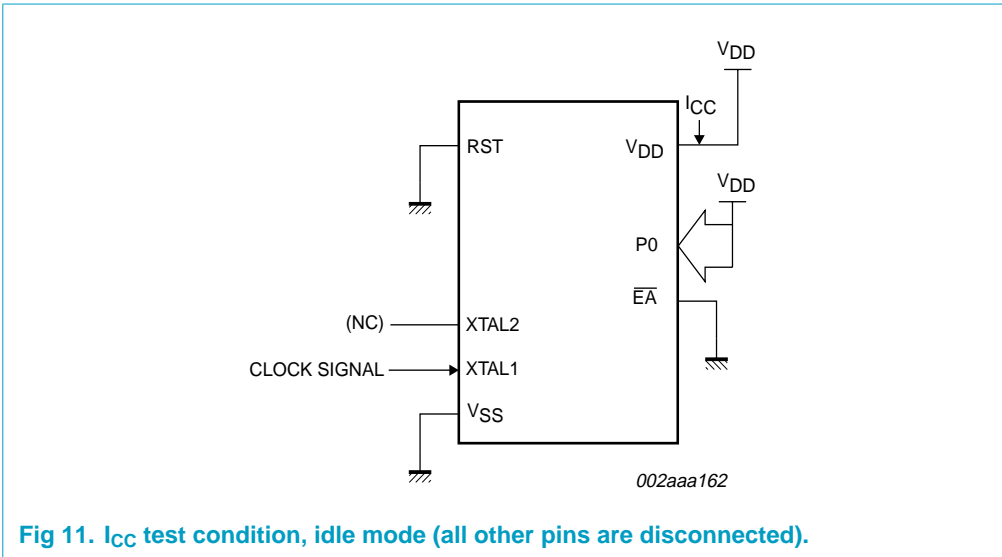 VDD
ICC
RST
VDD
VDD
P0
EA
(NC)
XTAL2
CLOCK SIGNAL
XTAL1
VSS
002aaa162
Fig 11. ICC test condition, idle mode (all other pins are disconnected).